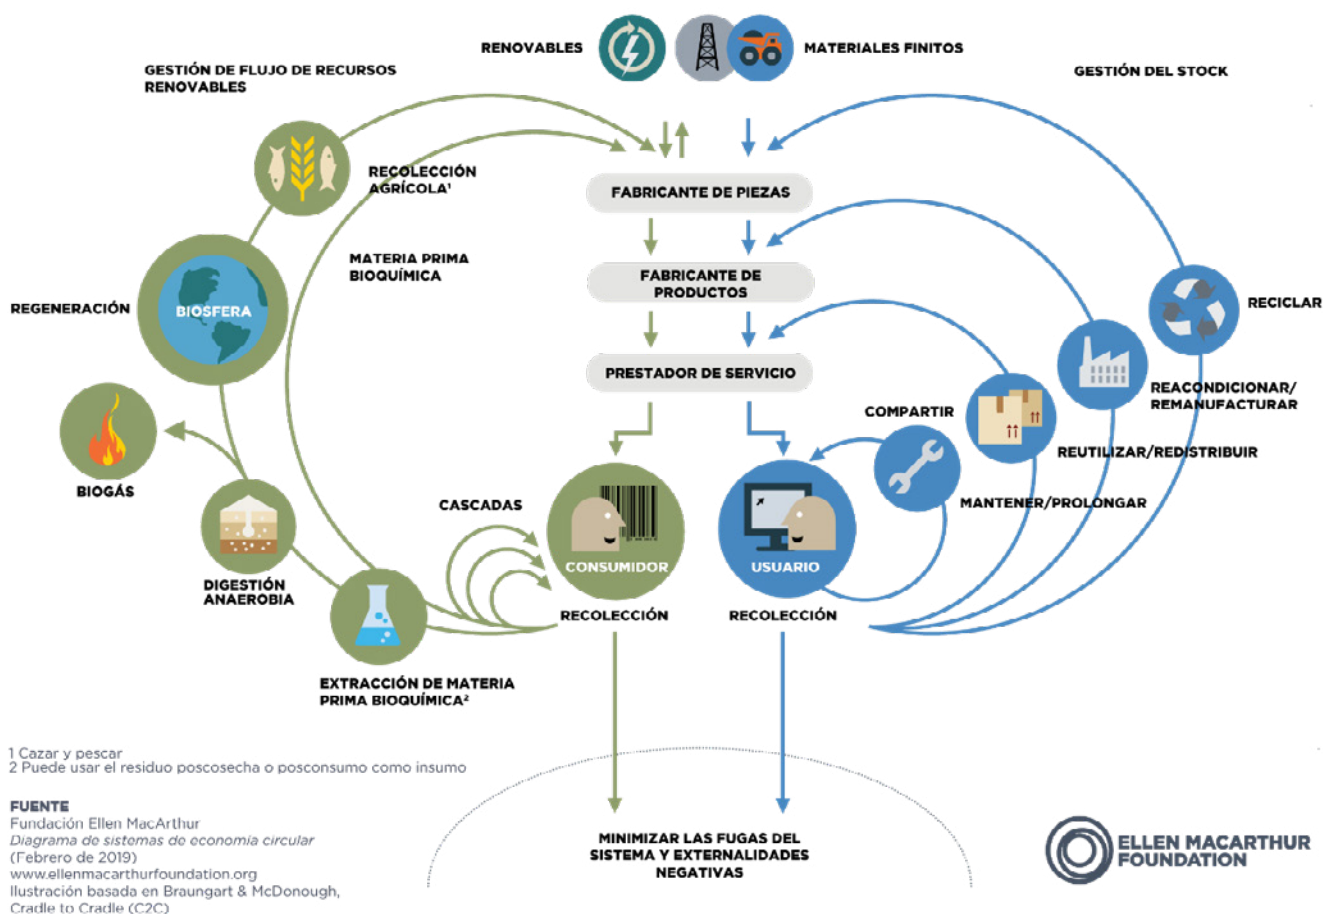 RENOVABLES
MATERIALES FINITOS
GESTIÓN DE FLUJO DE RECURSOS
RENOVABLES
GESTIÓN DEL STOCK
RECOLECCIÓN
AGRÍCOLA¹
FABRICANTE DE PIEZAS
MATERIA PRIMA
BIOQUÍMICA
FABRICANTE DE
PRODUCTOS
REGENERACIÓN
BIOSFERA
RECICLAR
PRESTADOR DE SERVICIO
REACONDICIONAR/
REMANUFACTURAR
COMPARTIR
REUTILIZAR/REDISTRIBUIR
BIOGÁS
CASCADAS
MANTENER/PROLONGAR
CONSUMIDOR
USUARIO
DIGESTIÓN
ANAEROBIA
RECOLECCIÓN
RECOLECCIÓN
EXTRACCIÓN DE MATERIA
PRIMA BIOQUÍMICA²
1 Cazar y pescar
2 Puede usar el residuo poscosecha o posconsumo como insumo
FUENTE
Fundación Ellen MacArthur
Diagrama de sistemas de economía circular
(Febrero de 2019)
www.ellenmacarthurfoundation.org
Ilustración basada en Braungart & McDonough,
Cradle to Cradle (C2C)
MINIMIZAR LAS FUGAS DEL
SISTEMA Y EXTERNALIDADES
NEGATIVAS
ELLEN MACARTHUR
FOUNDATION